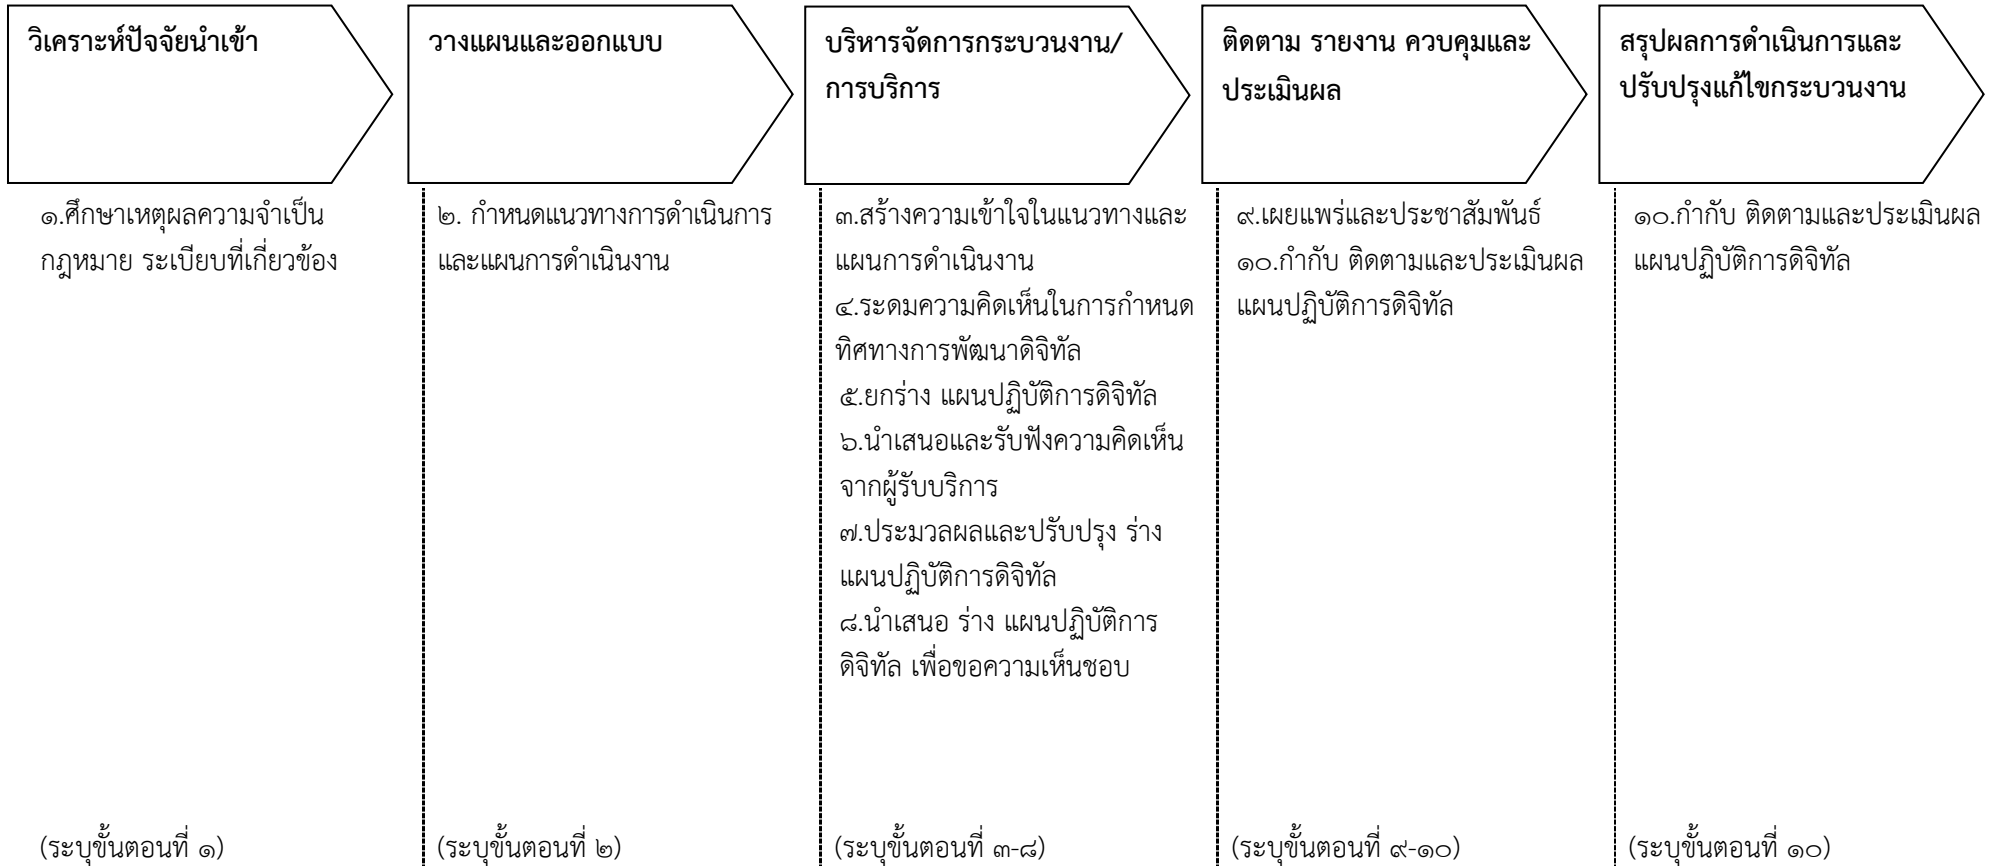 วิเคราะห์ปัจจัยนำเข้า
๑.ศึกษาเหตุผลความจำเป็น
กฎหมาย ระเบียบที่เกี่ยวข้อง
(ระบุขั้นตอนที่ ๑)
วางแผนและออกแบบ
๒. กำหนดแนวทางการดำเนินการ
และแผนการดำเนินงาน
(ระบุขั้นตอนที่ ๒)
บริหารจัดการกระบวนงาน/
การบริการ
๓.สร้างความเข้าใจในแนวทางและ
แผนการดำเนินงาน
๔.ระดมความคิดเห็นในการกำหนด
ทิศทางการพัฒนาดิจิทัล
๕.ยกร่าง แผนปฏิบัติการดิจิทัล
๖.นำเสนอและรับฟังความคิดเห็น
จากผู้รับบริการ
๗.ประมวลผลและปรับปรุง ร่าง
แผนปฏิบัติการดิจิทัล
๘.นำเสนอ ร่าง แผนปฏิบัติการ
ดิจิทัล เพื่อขอความเห็นชอบ
(ระบุขั้นตอนที่ ๓-๘)
ติดตาม รายงาน ควบคุมและ
ประเมินผล
๙.เผยแพร่และประชาสัมพันธ์
๑๐.กำกับ ติดตามและประเมินผล
แผนปฏิบัติการดิจิทัล
(ระบุขั้นตอนที่ ๙-๑๐)
สรุปผลการดำเนินการและ
ปรับปรุงแก้ไขกระบวนงาน
๑๐.กำกับ ติดตามและประเมินผล
แผนปฏิบัติการดิจิทัล
(ระบุขั้นตอนที่ ๑๐)